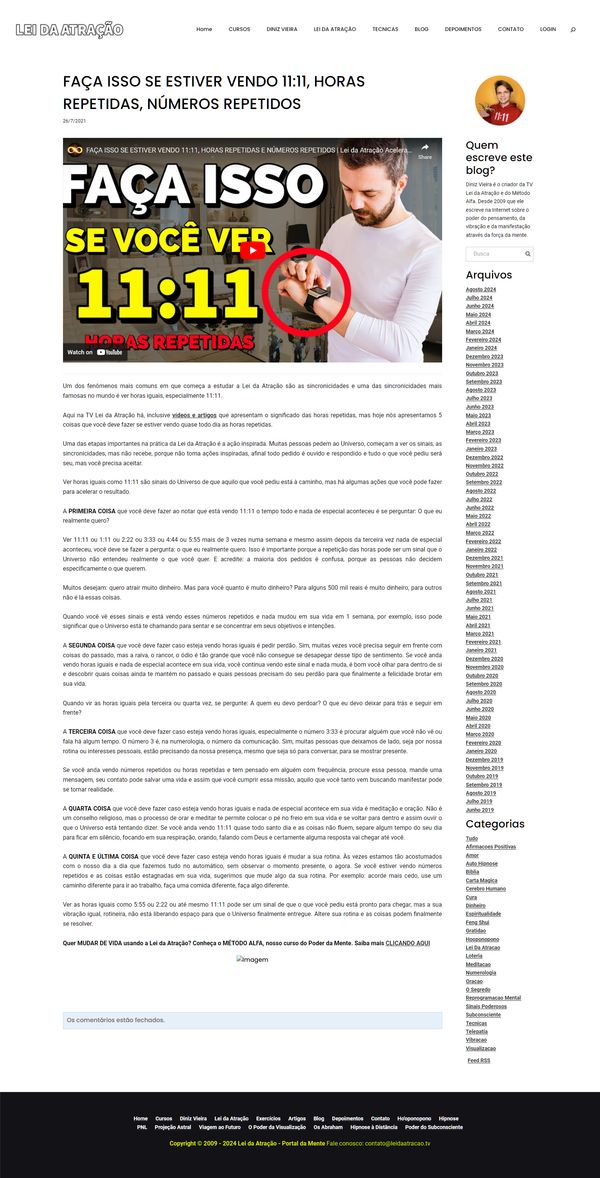 LEI DA ATRAÇÃO
Home CURSOS DINIZ VIEIRA LEI DA ATRAÇÃO TECNICAS BLOG DEPOIMENTOS CONTATO LOGIN
FAÇA ISSO SE ESTIVER VENDO 11:11, HORAS
REPETIDAS, NÚMEROS REPETIDOS
26/7/2021
FAÇA ISSO SE ESTIVER VENDO 11:11, HORAS REPETIDAS E NÚMEROS REPETIDOS | Lei da Atração Acelera...
Share
FAÇA ISSO
SE VOCÊ VER
11:11
HORAS REPETIDAS
Watch on YouTube
Um dos fenômenos mais comuns em que começa a estudar a Lei da Atração são as sincronicidades e uma das sincronicidades mais
famosas no mundo é ver horas iguais, especialmente 11:11.
Aqui na TV Lei da Atração há, inclusive vídeos e artigos que apresentam o significado das horas repetidas, mas hoje nós apresentamos 5
coisas que você deve fazer se estiver vendo quase todo dia as horas repetidas.
Uma das etapas importantes na prática da Lei da Atração é a ação inspirada. Muitas pessoas pedem ao Universo, começam a ver os sinais, as
sincronicidades, mas não recebe, porque não toma ações inspiradas, afinal todo pedido é ouvido e respondido e tudo o que você pediu será
seu, mas você precisa aceitar.
Ver horas iguais como 11:11 são sinais do Universo de que aquilo que você pediu está à caminho, mas há algumas ações que você pode fazer
para acelerar o resultado.
A PRIMEIRA COISA que você deve fazer ao notar que está vendo 11:11 o tempo todo e nada de especial aconteceu é se perguntar: O que eu
realmente quero?
Ver 11:11 ou 1:11 ou 2:22 ou 3:33 ou 4:44 ou 5:55 mais de 3 vezes numa semana e mesmo assim depois da terceira vez nada de especial
aconteceu, você deve se fazer a pergunta: o que eu realmente quero. Isso é importante porque a repetição das horas pode ser um sinal que o
Universo não entendeu realmente o que você quer. E acredite: a maioria dos pedidos é confusa, porque as pessoas não decidem
especificamente o que querem.
Muitos desejam: quero atrair muito dinheiro. Mas para você quanto é muito dinheiro? Para alguns 500 mil reais é muito dinheiro, para outros
não é lá essas coisas.
Quando você vê esses sinais e está vendo esses números repetidos e nada mudou em sua vida em 1 semana, por exemplo, isso pode
significar que o Universo está te chamando para sentar e se concentrar em seus objetivos e intenções.
A SEGUNDA COISA que você deve fazer caso esteja vendo horas iguais é pedir perdão. Sim, muitas vezes você precisa seguir em frente com
coisas do passado, mas a raiva, o rancor, o ódio é tão grande que você não consegue se desapegar desse tipo de sentimento. Se você anda
vendo horas iguais e nada de especial acontece em sua vida, você continua vendo este sinal e nada muda, é bom você olhar para dentro de si
e descobrir quais coisas ainda te mantém no passado e quais pessoas precisam do seu perdão para que finalmente a felicidade brotar em
sua vida.
Quando vir as horas iguais pela terceira ou quarta vez, se pergunte: A quem eu devo perdoar? O que eu devo deixar para trás e seguir em
frente?
A TERCEIRA COISA que você deve fazer caso esteja vendo horas iguais, especialmente o número 3:33 é procurar alguém que você não vê ou
fala há algum tempo. O número 3 é, na numerologia, o número da comunicação. Sim, muitas pessoas que deixamos de lado, seja por nossa
rotina ou interesses pessoais, estão precisando da nossa presença, mesmo que seja só para conversar, para se mostrar presente.
Se você anda vendo números repetidos ou horas repetidas e tem pensado em alguém com frequência, procure essa pessoa, mande uma
mensagem, seu contato pode salvar uma vida e assim que você cumprir essa missão, aquilo que você tanto vem buscando manifestar pode
se tornar realidade.
A QUARTA COISA que você deve fazer caso esteja vendo horas iguais e nada de especial acontece em sua vida é meditação e oração. Não é
um conselho religioso, mas o processo de orar e meditar te permite colocar o pé no freio em sua vida e se voltar para dentro e assim ouvir o
que o Universo está tentando dizer. Se você anda vendo 11:11 quase todo santo dia e as coisas não fluem, separe algum tempo do seu dia
para ficar em silêncio, focando em sua respiração, orando, falando com Deus e certamente alguma resposta vai chegar até você.
A QUINTA E ÚLTIMA COISA que você deve fazer caso esteja vendo horas iguais é mudar a sua rotina. Às vezes estamos tão acostumados
com o nosso dia a dia que fazemos tudo no automático, sem observar o momento presente, o agora. Se você estiver vendo números
repetidos e as coisas estão estagnadas em sua vida, sugerimos que mude algo da sua rotina. Por exemplo: acorde mais cedo, use um
caminho diferente para ir ao trabalho, faça uma comida diferente, faça algo diferente.
Ver as horas iguais como 5:55 ou 2:22 ou até mesmo 11:11 pode ser um sinal de que o que você pediu está pronto para chegar, mas a sua
vibração igual, rotineira, não está liberando espaço para que o Universo finalmente entregue. Altere sua rotina e as coisas podem finalmente
se resolver.
Quer MUDAR DE VIDA usando a Lei da Atração? Conheça o MÉTODO ALFA, nosso curso do Poder da Mente. Saiba mais CLICANDO AQUI
Imagem
Os comentários estão fechados.
11:11
Quem
escreve este
blog?
Diniz Vieira é o criador da TV
Lei da Atração e do Método
Alfa. Desde 2009 que ele
escreve na Internet sobre o
poder do pensamento, da
vibração e da manifestação
através da força da mente.
Busca
Arquivos
Agosto 2024
Julho 2024
Junho 2024
Maio 2024
Abril 2024
Março 2024
Fevereiro 2024
Janeiro 2024
Dezembro 2023
Novembro 2023
Outubro 2023
Setembro 2023
Agosto 2023
Julho 2023
Junho 2023
Maio 2023
Abril 2023
Março 2023
Fevereiro 2023
Janeiro 2023
Dezembro 2022
Novembro 2022
Outubro 2022
Setembro 2022
Agosto 2022
Julho 2022
Junho 2022
Maio 2022
Abril 2022
Março 2022
Fevereiro 2022
Janeiro 2022
Dezembro 2021
Novembro 2021
Outubro 2021
Setembro 2021
Agosto 2021
Julho 2021
Junho 2021
Maio 2021
Abril 2021
Março 2021
Fevereiro 2021
Janeiro 2021
Dezembro 2020
Novembro 2020
Outubro 2020
Setembro 2020
Agosto 2020
Julho 2020
Junho 2020
Maio 2020
Abril 2020
Março 2020
Fevereiro 2020
Janeiro 2020
Dezembro 2019
Novembro 2019
Outubro 2019
Setembro 2019
Agosto 2019
Julho 2019
Junho 2019
Categorias
Tudo
Afirmacoes Positivas
Amor
Auto Hipnose
Biblia
Carta Magica
Cerebro Humano
Cura
Dinheiro
Espiritualidade
Feng Shui
Gratidao
Hooponopono
Lei Da Atracao
Loteria
Meditacao
Numerologia
Oracao
O Segredo
Reprogramacao Mental
Sinais Poderosos
Subconsciente
Tecnicas
Telepatia
Vibracao
Visualizacao
Feed RSS
Home Cursos Diniz Vieira Lei da Atração Exercícios Artigos Blog Depoimentos Contato Ho'oponopono Hipnose
PNL Projeção Astral Viagem ao Futuro O Poder da Visualização Os Abraham Hipnose à Distância Poder do Subconsciente
Copyright © 2009 - 2024 Lei da Atração - Portal da Mente Fale conosco: contato@leidaatracao.tv